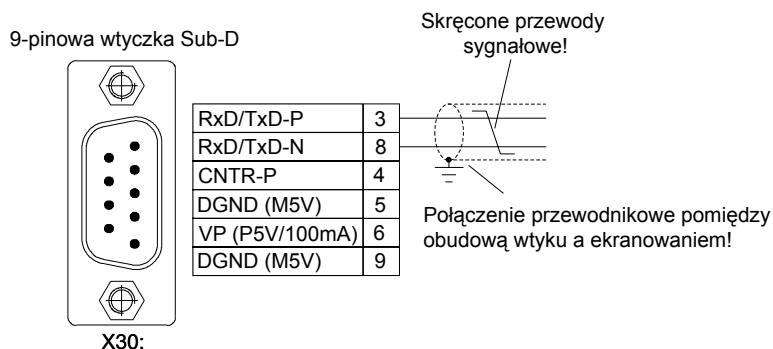 Skręcone przewody
sygnałowe!
9-pinowa wtyczka Sub-D
RxD/TxD-P 3
RxD/TxD-N 8
CNTR-P 4
DGND (M5V) 5
VP (P5V/100mA) 6
DGND (M5V) 9
Połączenie przewodnikowe pomiędzy
obudową wtyku a ekranowaniem!
X30: